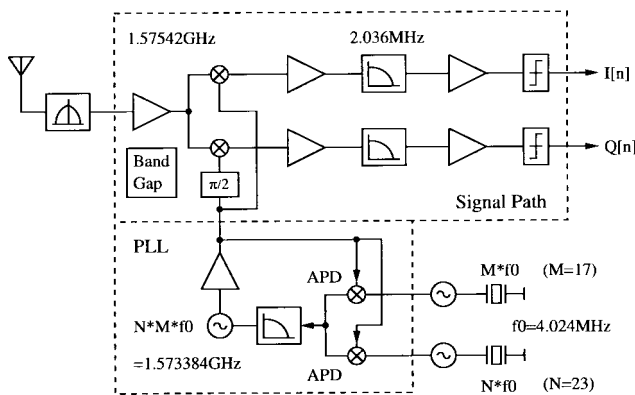 1.57542GHz
2.036MHz
I[n]
Q[n]
Band
Gap
π/2
Signal Path
PLL
APD
M*f0 (M=17)
N*M*f0
f0=4.024MHz
=1.573384GHz
APD
N*f0 (N=23)